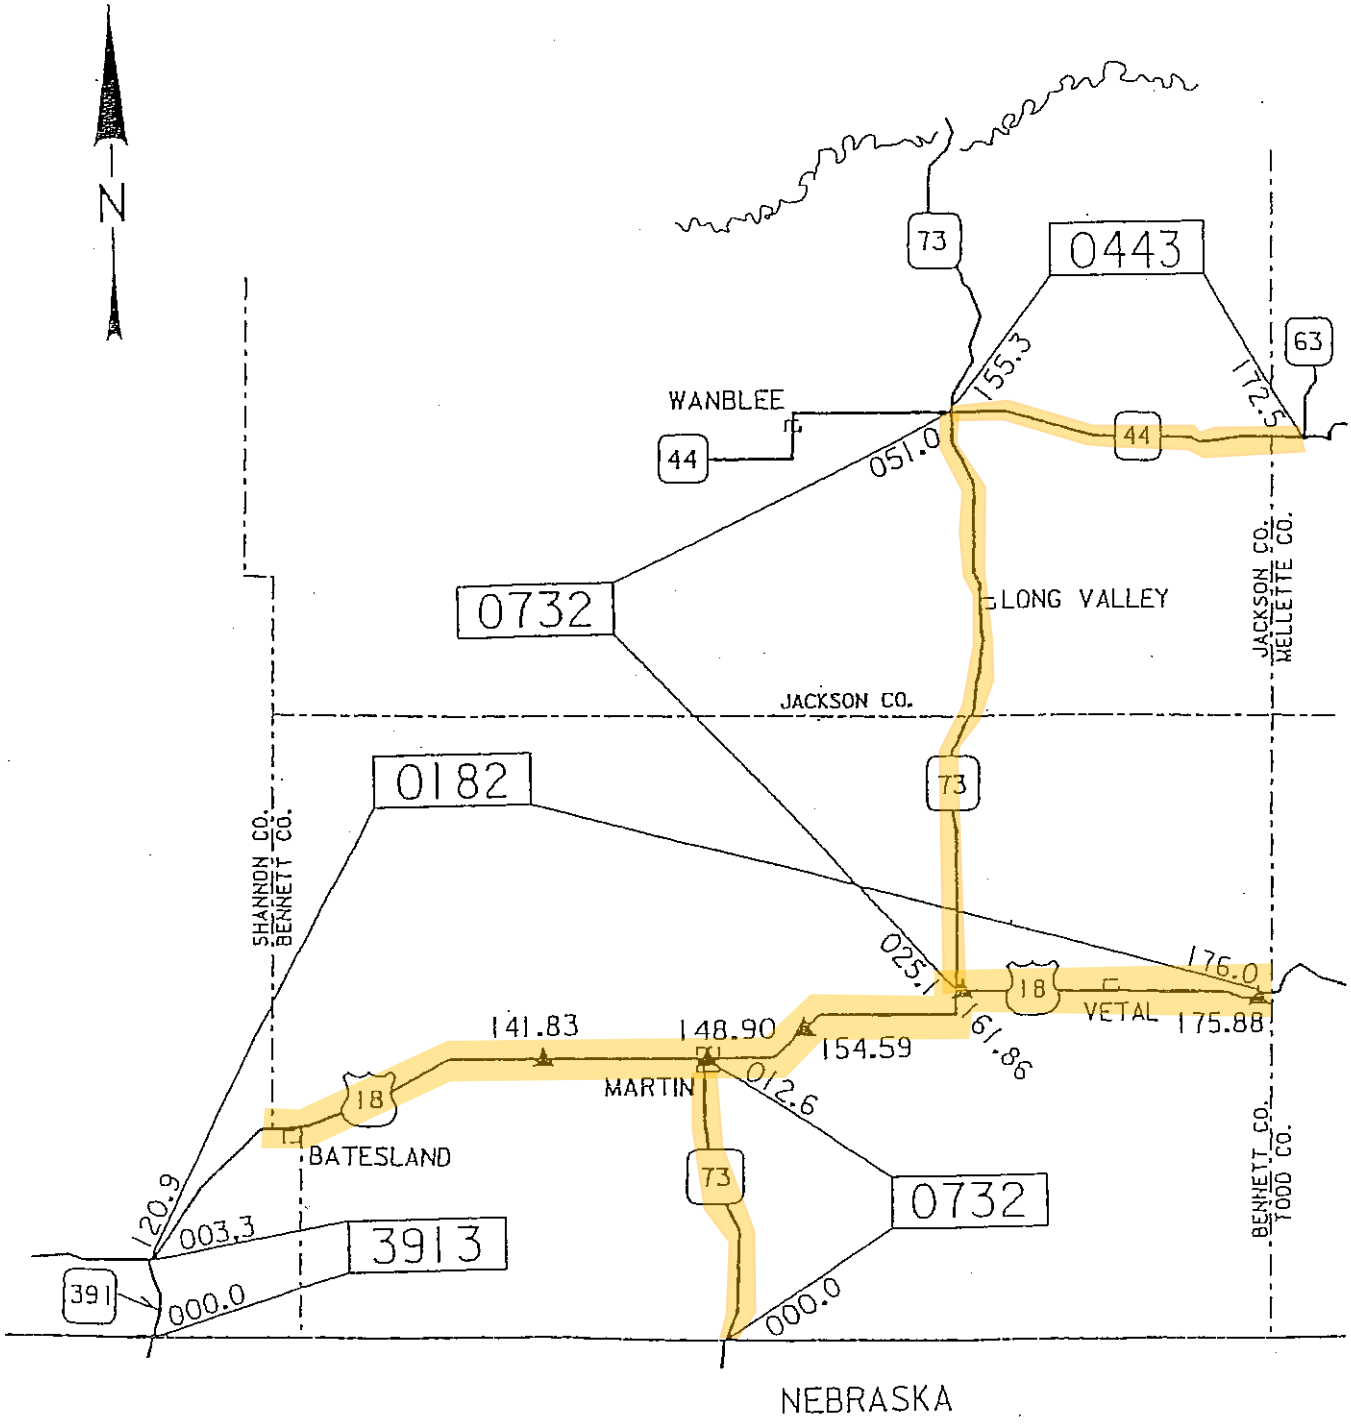 N
73
0443
63
155.3
172.5
WANBLEE
44
44
051.0
JACKSON CO.
MELLETTE CO.
0732
LONG VALLEY
JACKSON CO.
0182
73
SHANNON CO.
BENNETT CO.
025.1
176.0
18
VETAL
175.88
161.86
141.83
148.90
154.59
MARTIN
012.6
18
BATESLAND
73
0732
BENNETT CO.
TODD CO.
120.9
003.3
3913
391
000.0
000.0
NEBRASKA